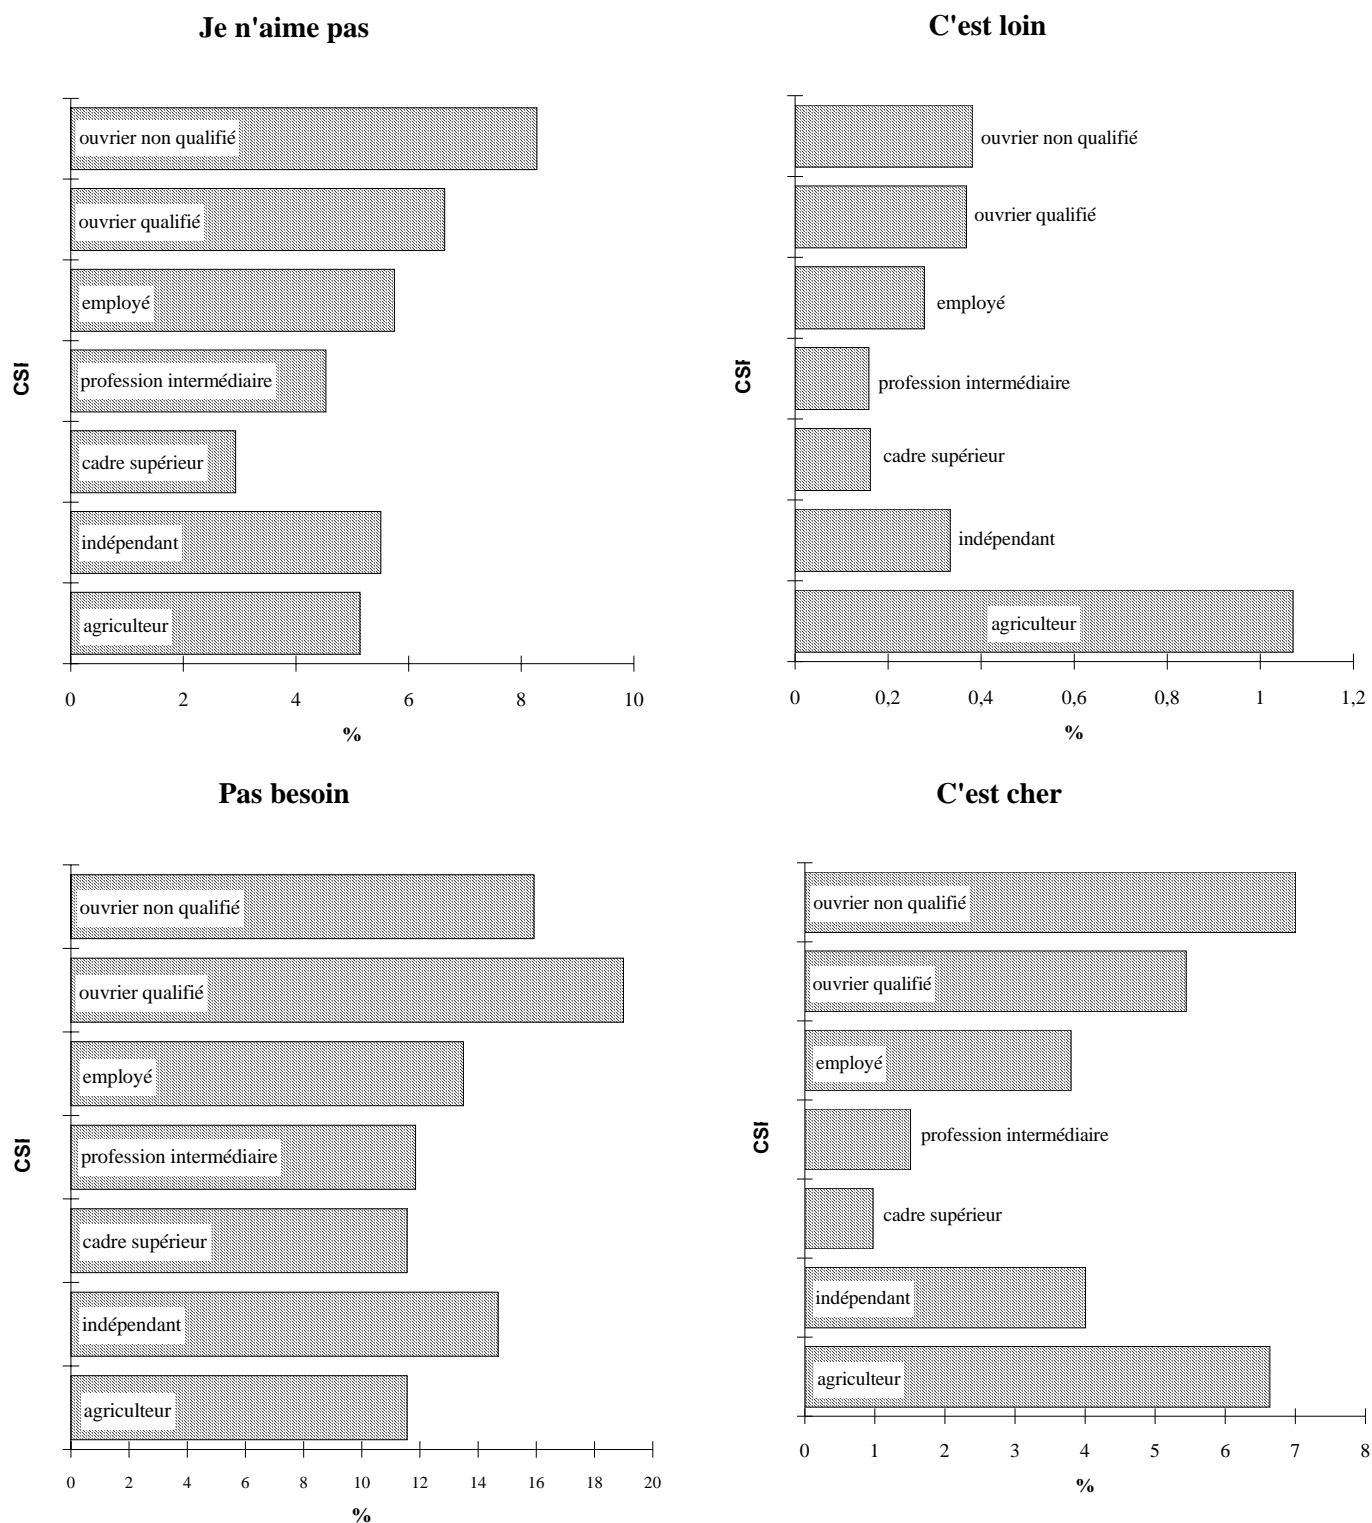 Je n'aime pas
ouvrier non qualifié
ouvrier qualifié
employé
profession intermédiaire
cadre supérieur
indépendant
agriculteur
CSP
0 2 4 6 8 10
%
C'est loin
ouvrier non qualifié
ouvrier qualifié
employé
profession intermédiaire
cadre supérieur
indépendant
agriculteur
CSP
0 0,2 0,4 0,6 0,8 1 1,2
%
Pas besoin
ouvrier non qualifié
ouvrier qualifié
employé
profession intermédiaire
cadre supérieur
indépendant
agriculteur
CSP
0 2 4 6 8 10 12 14 16 18 20
%
C'est cher
ouvrier non qualifié
ouvrier qualifié
employé
profession intermédiaire
cadre supérieur
indépendant
agriculteur
CSP
0 1 2 3 4 5 6 7 8
%